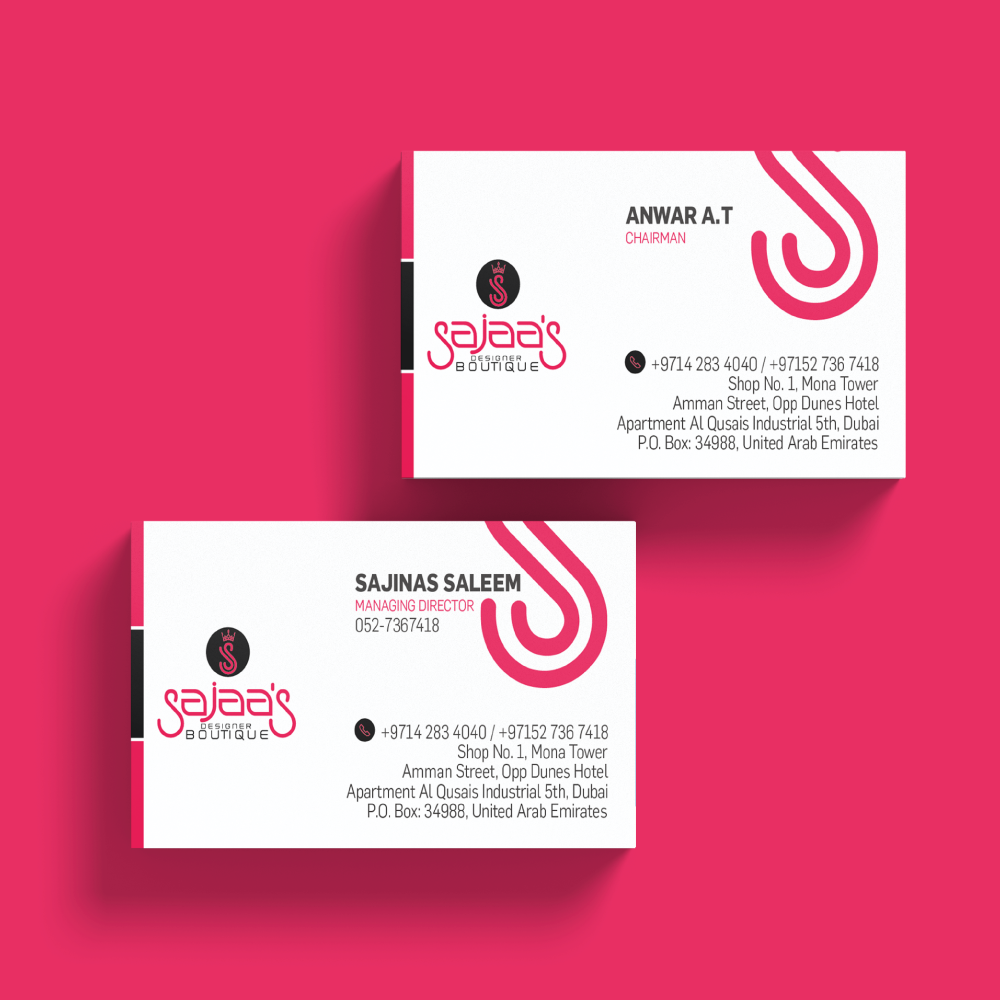 ANWAR A.T
CHAIRMAN
sajaa's
DESIGNER
BOUTIQUE
+9714 283 4040 / +97152 736 7418
Shop No. 1, Mona Tower
Amman Street, Opp Dunes Hotel
Apartment Al Qusais Industrial 5th, Dubai
P.O. Box: 34988, United Arab Emirates
SAJINAS SALEEM
MANAGING DIRECTOR
052-7367418
sajaa's
DESIGNER
BOUTIQUE
+9714 283 4040 / +97152 736 7418
Shop No. 1, Mona Tower
Amman Street, Opp Dunes Hotel
Apartment Al Qusais Industrial 5th, Dubai
P.O. Box: 34988, United Arab Emirates